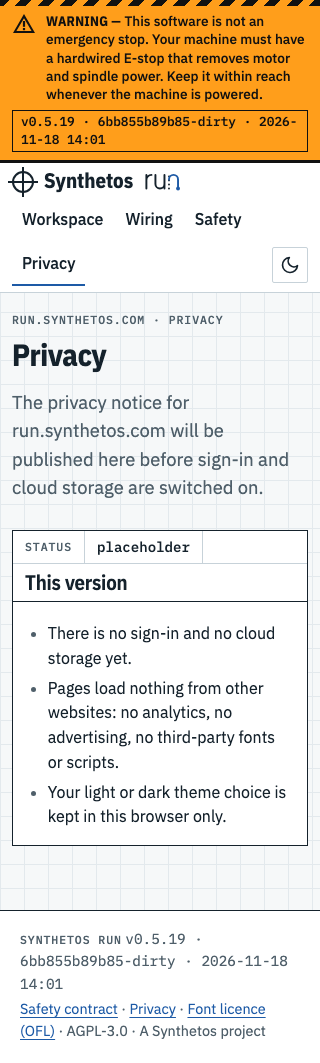 WARNING — This software is not an
emergency stop. Your machine must have
a hardwired E-stop that removes motor
and spindle power. Keep it within reach
whenever the machine is powered.
v0.5.19 · 6bb855b89b85-dirty · 2026-
11-18 14:01
Synthetos run
Workspace Wiring Safety
Privacy
RUN.SYNTHETOS.COM · PRIVACY
Privacy
The privacy notice for
run.synthetos.com will be
published here before sign-in and
cloud storage are switched on.
STATUS placeholder
This version
• There is no sign-in and no cloud
storage yet.
• Pages load nothing from other
websites: no analytics, no
advertising, no third-party fonts
or scripts.
• Your light or dark theme choice is
kept in this browser only.
SYNTHETOS RUN v0.5.19 ·
6bb855b89b85-dirty · 2026-11-18
14:01
Safety contract · Privacy · Font licence
(OFL) · AGPL-3.0 · A Synthetos project